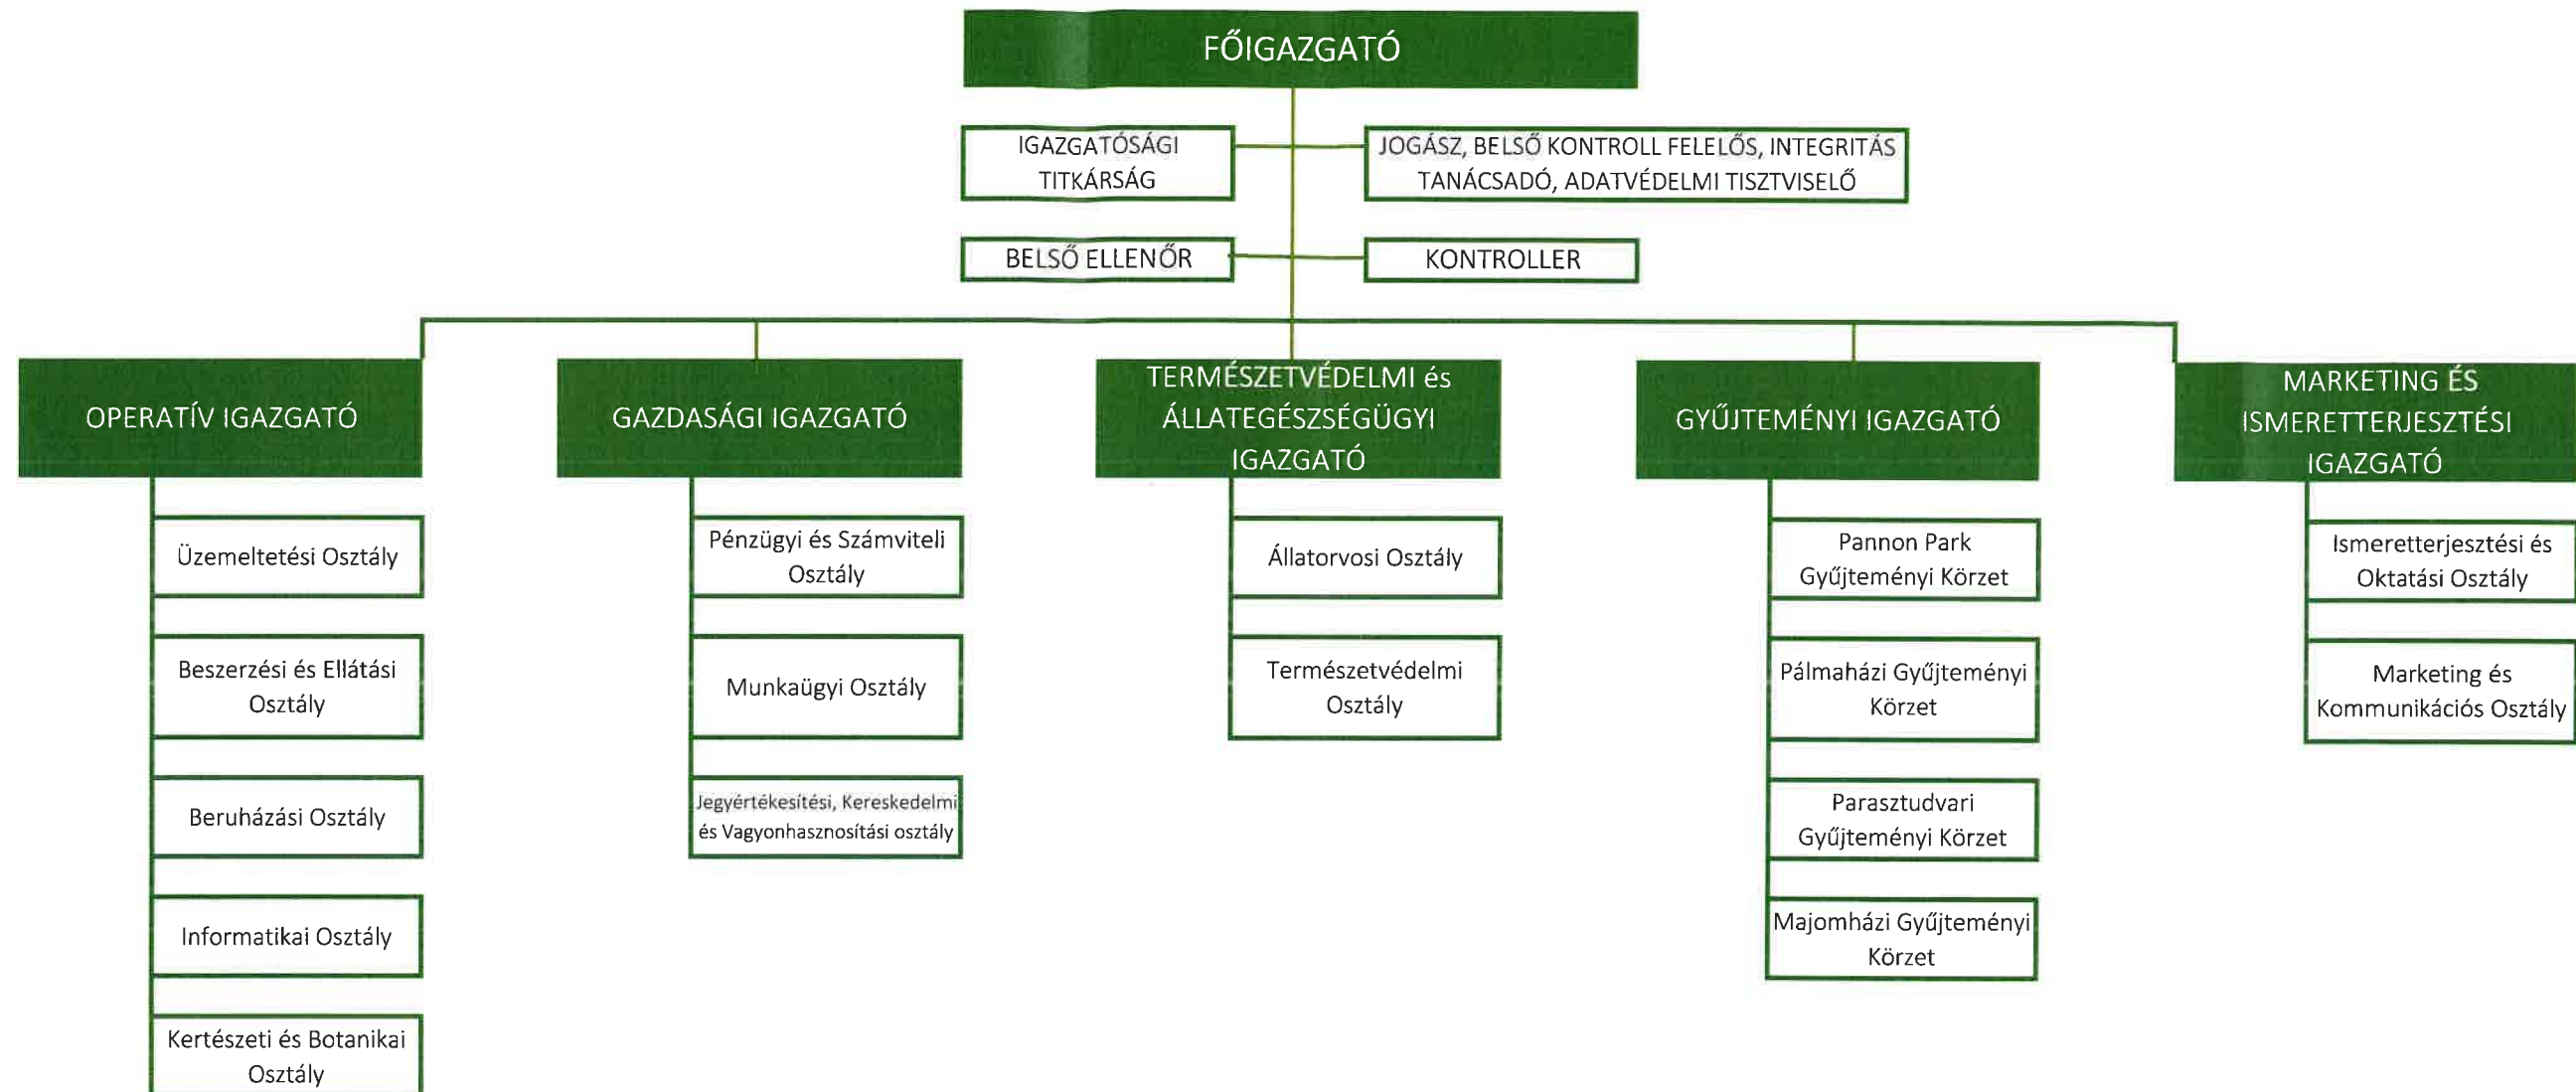 FŐIGAZGATÓ
IGAZGATÓSÁGI
TITKÁRSÁG
JOGÁSZ, BELSŐ KONTROLL FELELŐS, INTEGRITÁS
TANÁCSADÓ, ADATVÉDELMI TISZTVISELŐ
BELSŐ ELLENŐR
KONTROLLER
OPERATÍV IGAZGATÓ
Üzemeltetési Osztály
Beszerzési és Ellátási
Osztály
Beruházási Osztály
Informatikai Osztály
Kertészeti és Botanikai
Osztály
GAZDASÁGI IGAZGATÓ
Pénzügyi és Számviteli
Osztály
Munkaügyi Osztály
Jegyértékesítési, Kereskedelmi
és Vagyonhasznosítási osztály
TERMÉSZETVÉDELMI és
ÁLLATEGÉSZSÉGÜGYI
IGAZGATÓ
Állatorvosi Osztály
Természetvédelmi
Osztály
GYŰJTEMÉNYI IGAZGATÓ
Pannon Park
Gyűjteményi Körzet
Pálmaházi Gyűjteményi
Körzet
Parasztudvari
Gyűjteményi Körzet
Majomházi Gyűjteményi
Körzet
MARKETING ÉS
ISMERETTERJESZTÉSI
IGAZGATÓ
Ismeretterjesztési és
Oktatási Osztály
Marketing és
Kommunikációs Osztály